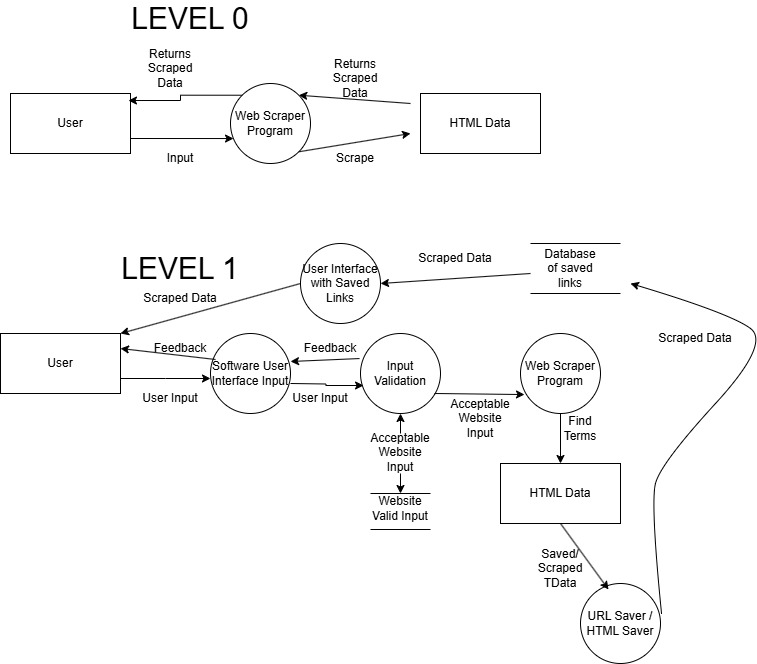 LEVEL 0
Returns
Scraped
Data
Returns
Scraped
Data
User
Web Scraper
Program
HTML Data
Input
Scrape
LEVEL 1
User Interface
with Saved
Links
Scraped Data
Database
of saved
links
Scraped Data
Scraped Data
User
Feedback
Software User
Interface Input
Feedback
Input
Validation
Web Scraper
Program
User Input
User Input
Acceptable
Website
Input
Find
Terms
Acceptable
Website
Input
Website
Valid Input
HTML Data
Saved/
Scraped
TData
URL Saver /
HTML Saver